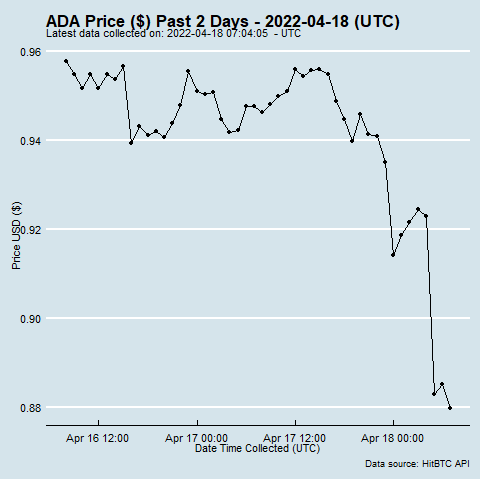 ADA Price ($) Past 2 Days - 2022-04-18 (UTC)
Latest data collected on: 2022-04-18 07:04:05 - UTC
0.96
0.94
0.92
0.90
0.88
Price USD ($)
Apr 16 12:00
Apr 17 00:00
Apr 17 12:00
Apr 18 00:00
Date Time Collected (UTC)
Data source: HitBTC API